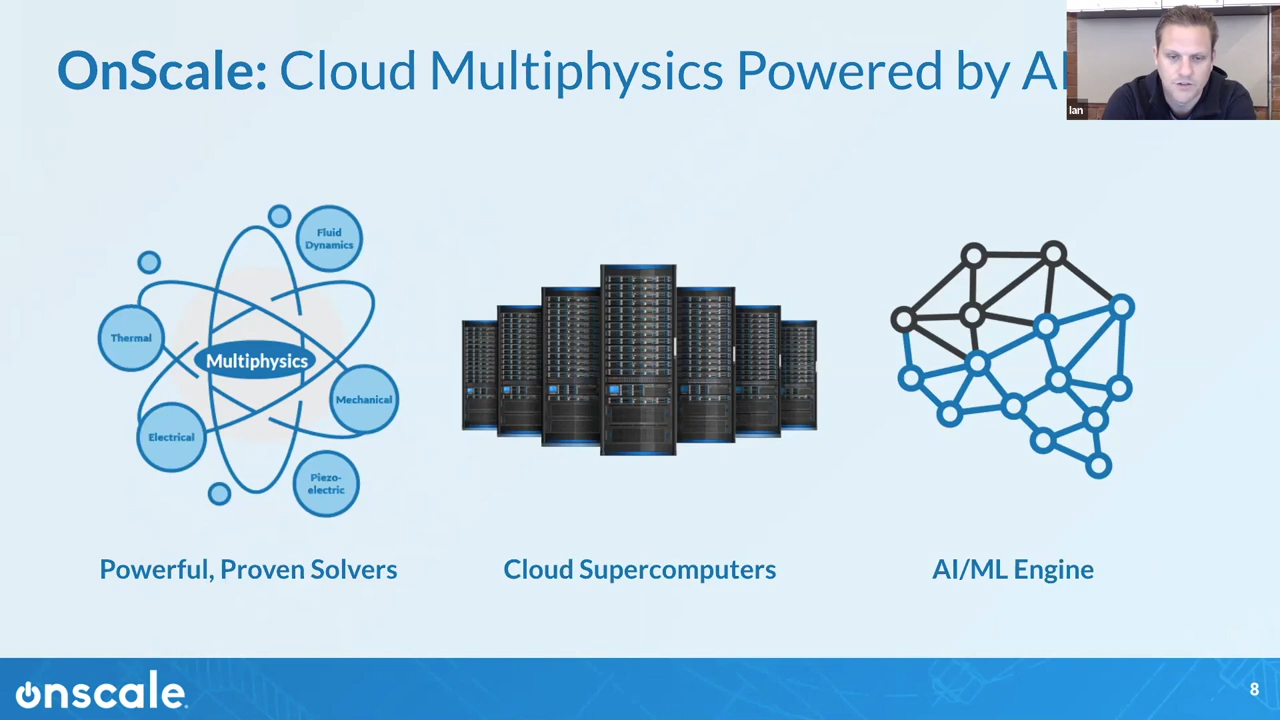 OnScale: Cloud Multiphysics Powered by AI
Ian
Fluid
Dynamics
Thermal
Multiphysics
Mechanical
Electrical
Piezo-
electric
Powerful, Proven Solvers
Cloud Supercomputers
AI/ML Engine
onscale
8